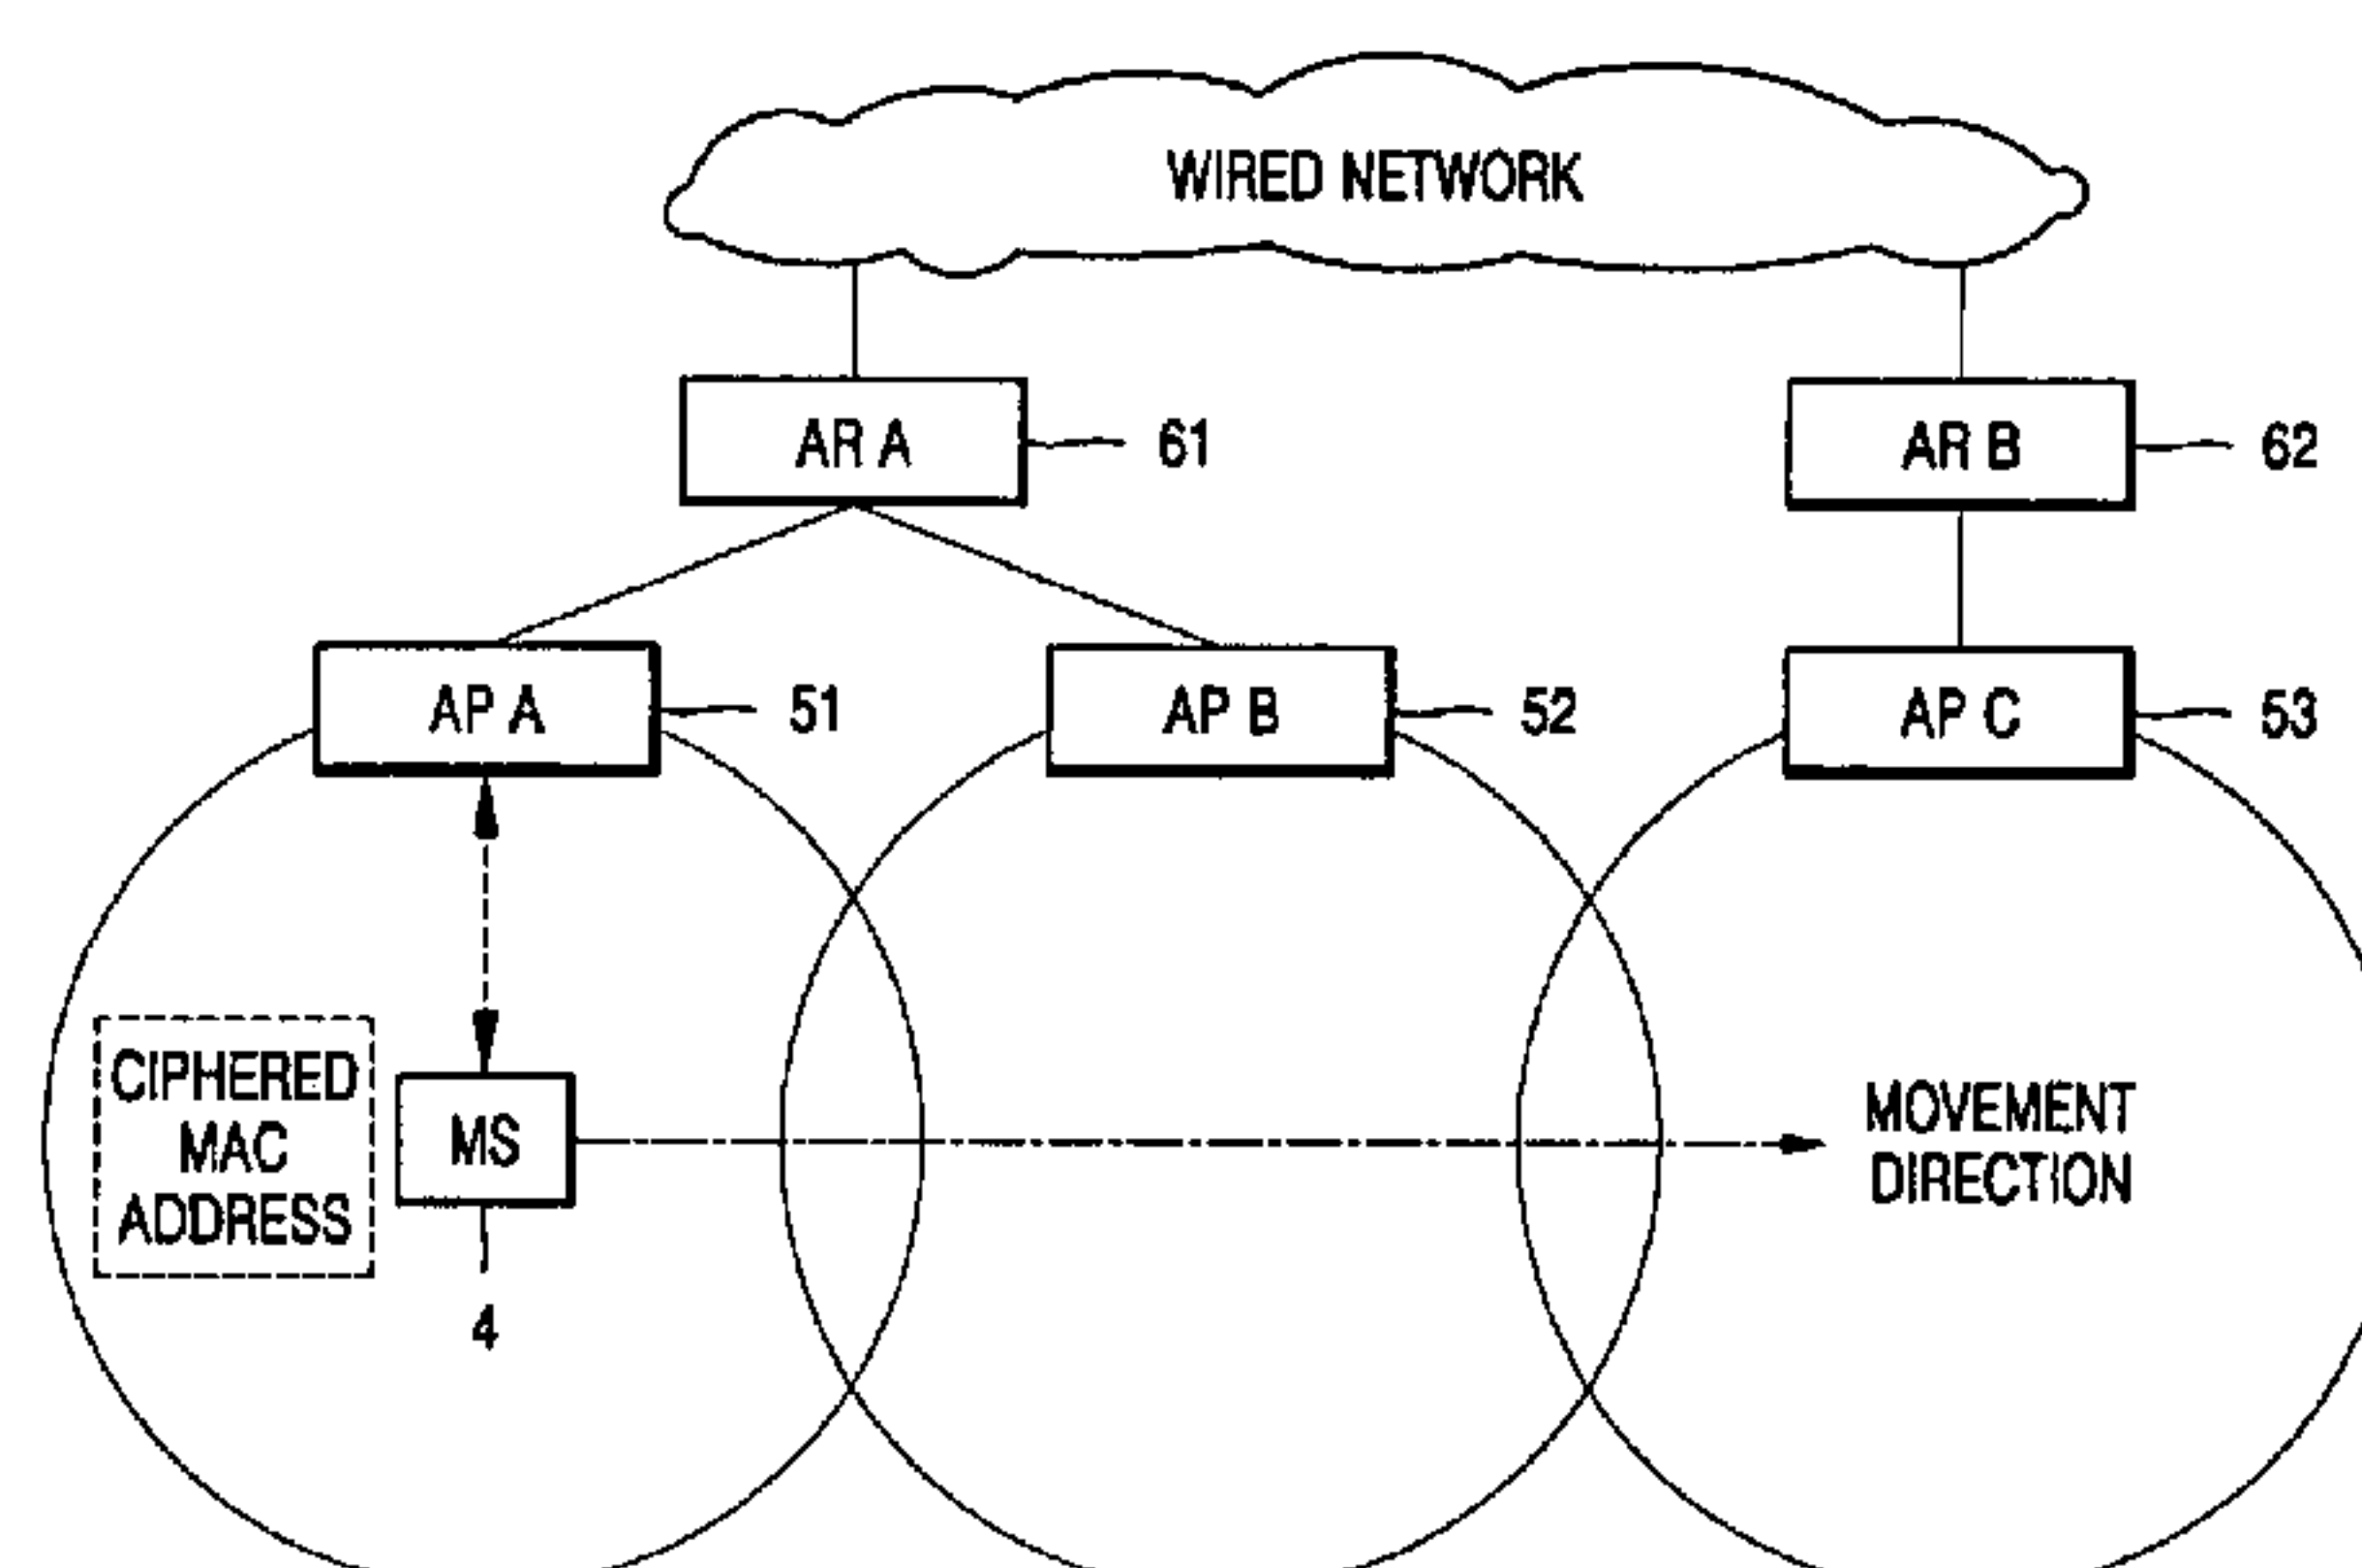 WIRED NETWORK
AR A
61
AR B
62
AP A
51
AP B
52
AP C
53
CIPHERED
MAC
ADDRESS
MS
4
MOVEMENT
DIRECTION